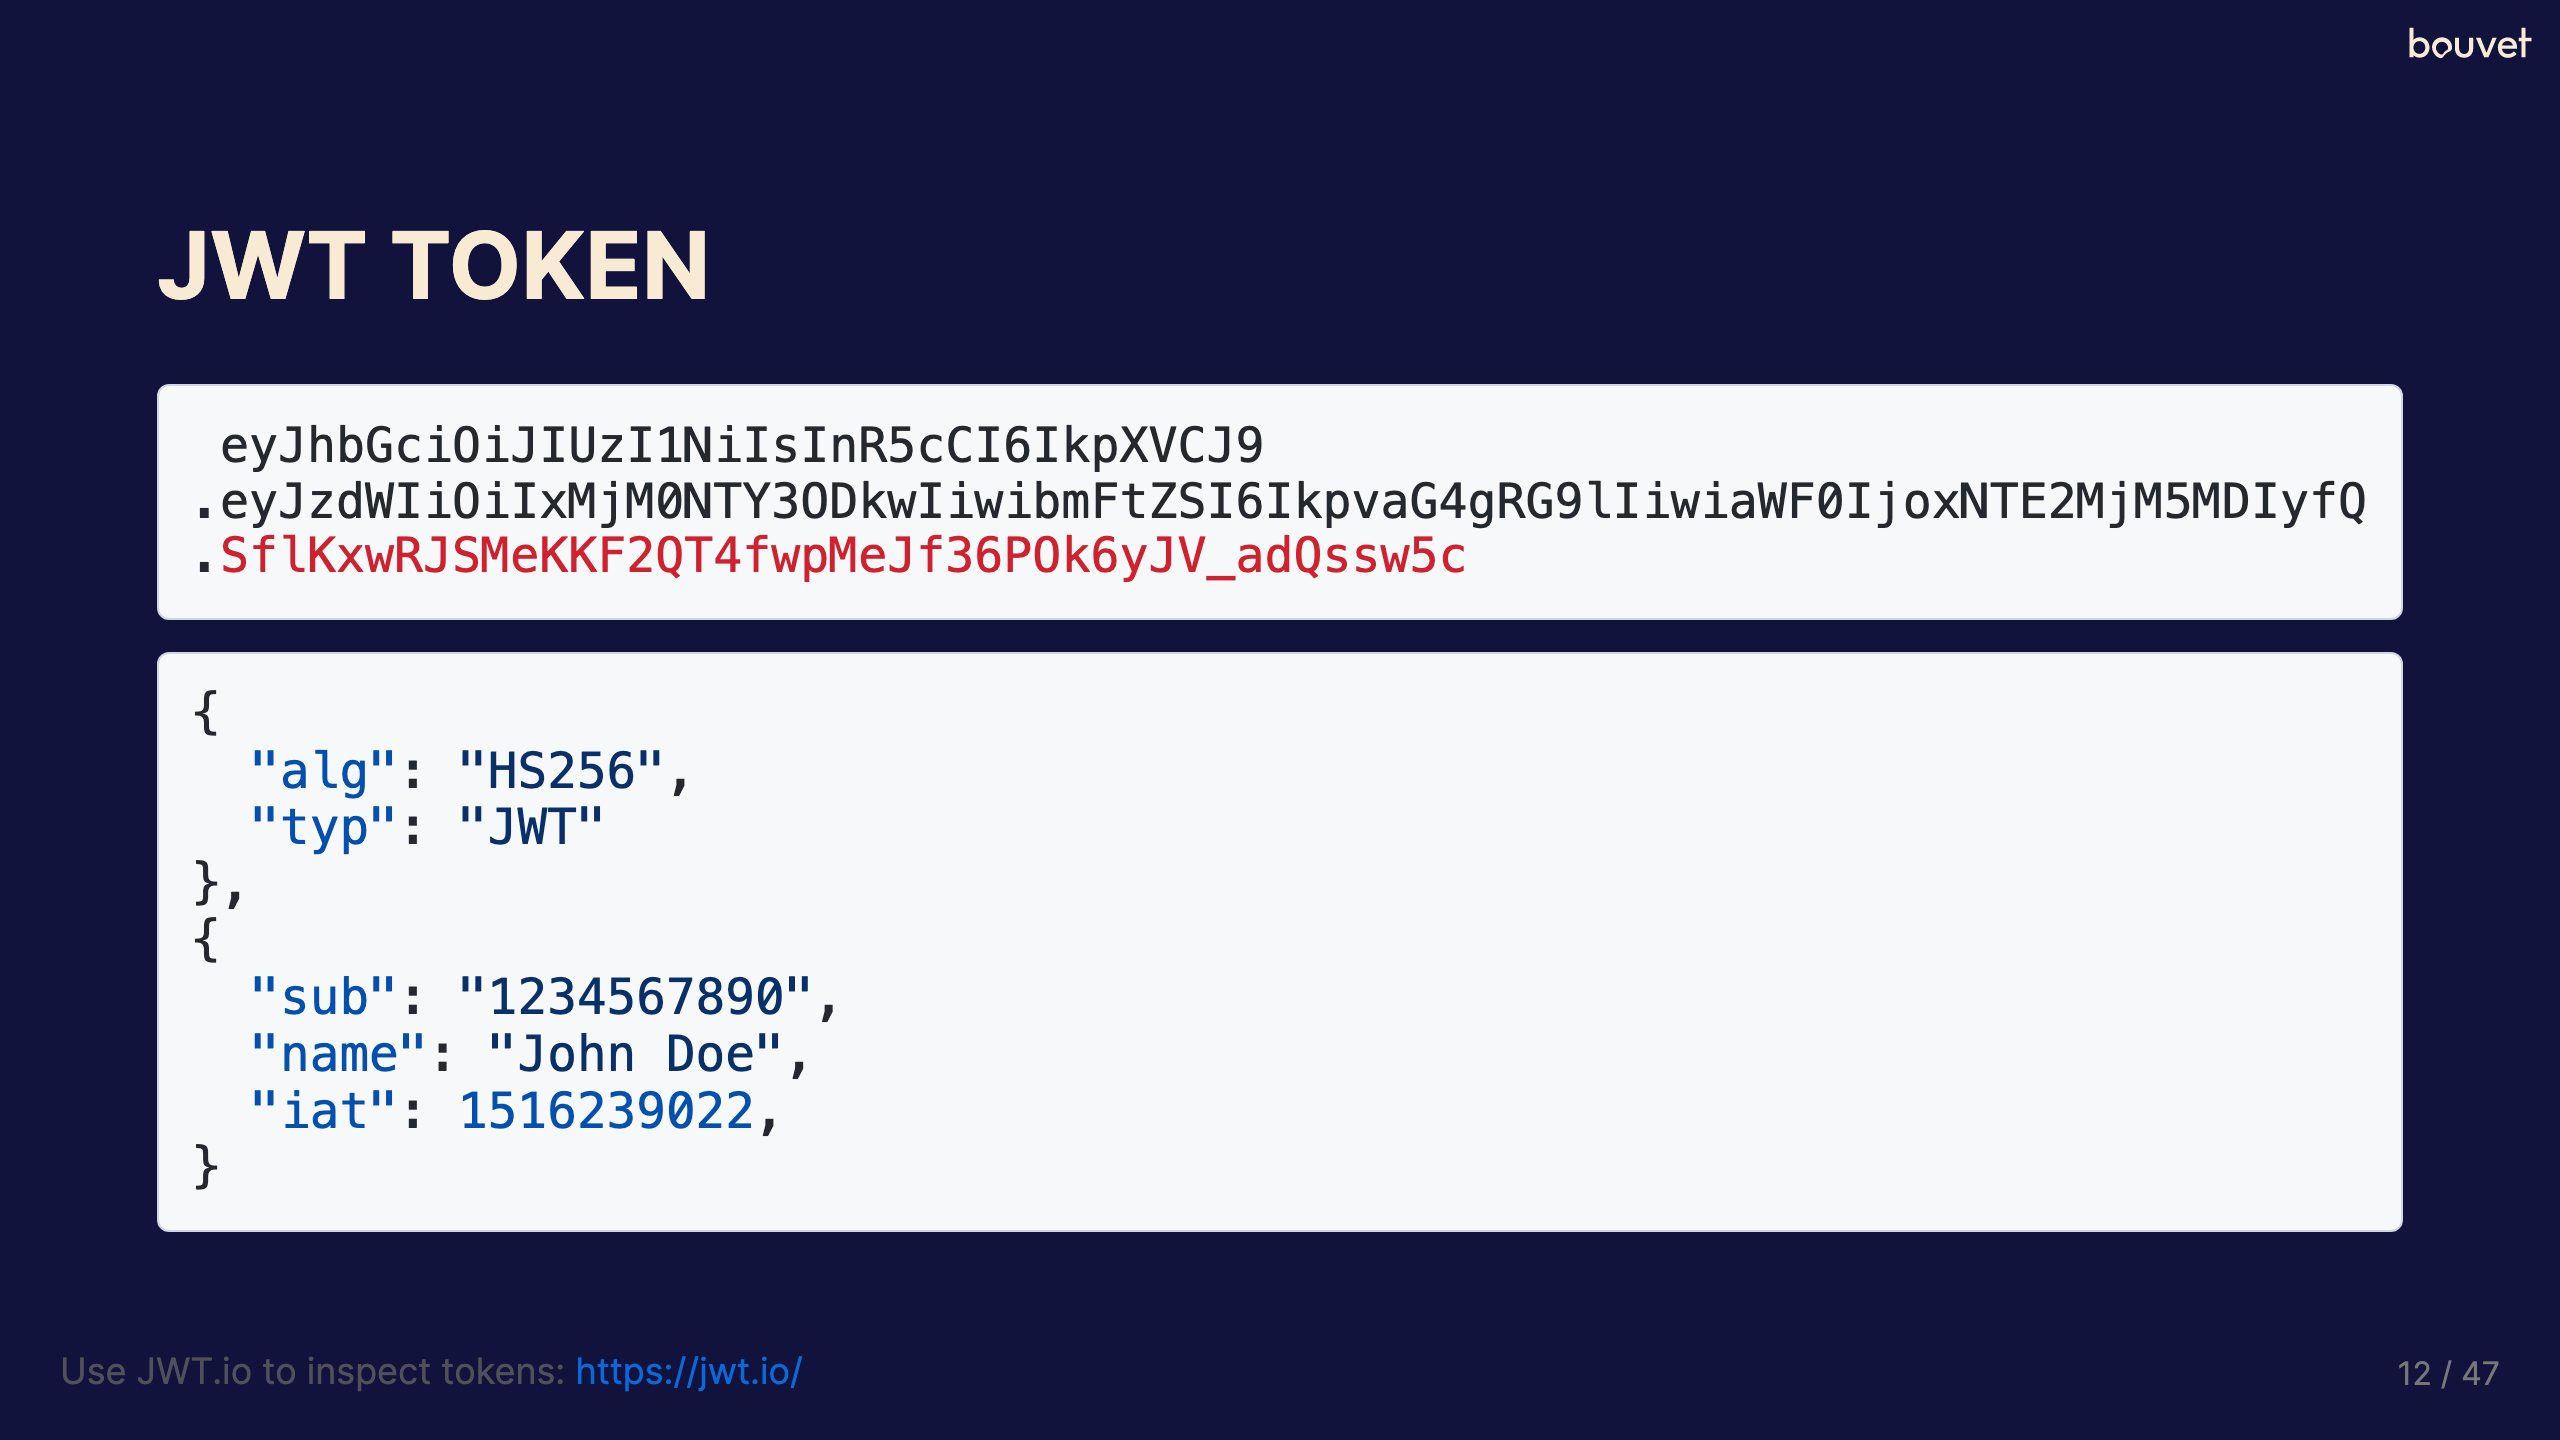 bouvet
JWT TOKEN
eyJhbGciOiJIUzI1NiIsInR5cCI6IkpXVCJ9
.eyJzdWIiOiIxMjM0NTY3ODkwIiwibmFtZSI6IkpvaG4gRG9lIiwiaWF0IjoxNTE2MjM5MDIyfQ
.SflKxwRJSMeKKF2QT4fwpMeJf36POk6yJV_adQssw5c
{
  "alg": "HS256",
  "typ": "JWT"
},
{
  "sub": "1234567890",
  "name": "John Doe",
  "iat": 1516239022,
}
Use JWT.io to inspect tokens: https://jwt.io/
12 / 47